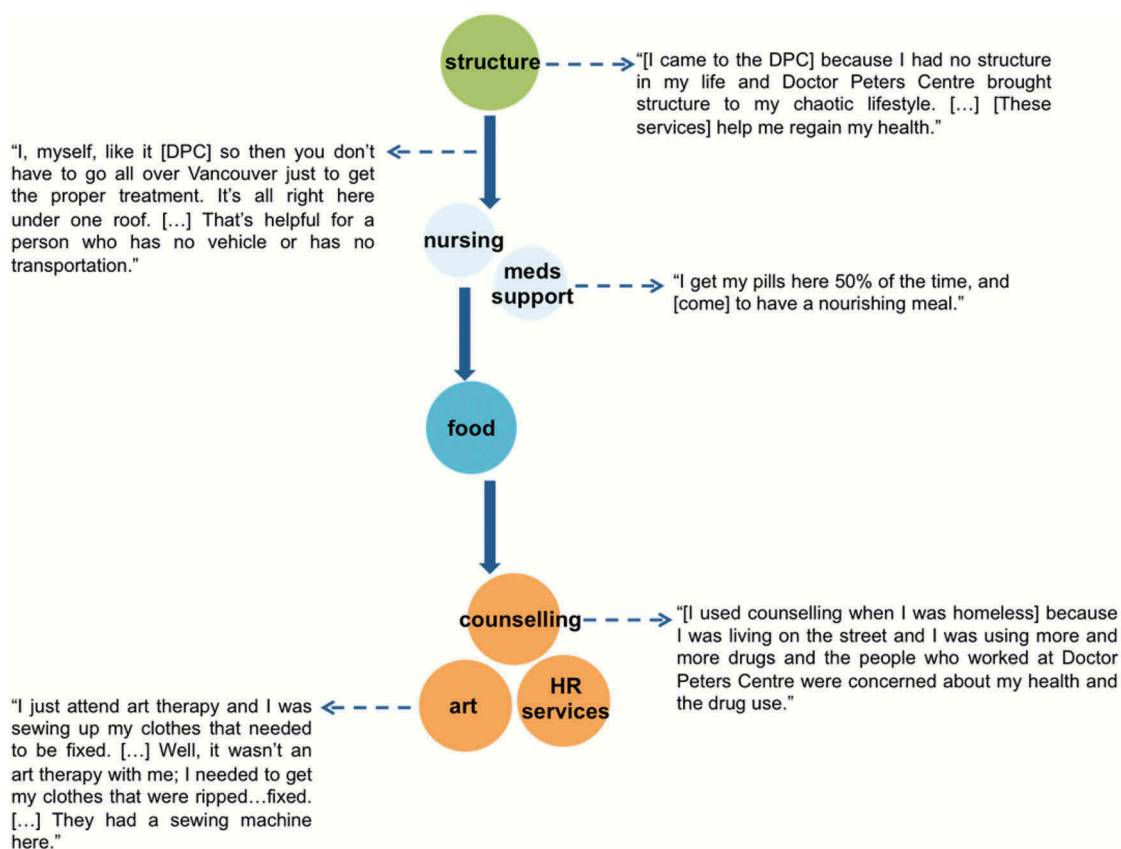 structure
“[I came to the DPC] because I had no structure
in my life and Doctor Peters Centre brought
structure to my chaotic lifestyle. […] [These
services] help me regain my health.”
“I, myself, like it [DPC] so then you don’t
have to go all over Vancouver just to get
the proper treatment. It’s all right here
under one roof. […] That’s helpful for a
person who has no vehicle or has no
transportation.”
nursing
meds
support
“I get my pills here 50% of the time, and
[come] to have a nourishing meal.”
food
counselling
“[I used counselling when I was homeless] because
I was living on the street and I was using more and
more drugs and the people who worked at Doctor
Peters Centre were concerned about my health and
the drug use.”
art
HR
services
“I just attend art therapy and I was
sewing up my clothes that needed
to be fixed. […] Well, it wasn’t an
art therapy with me; I needed to get
my clothes that were ripped…fixed.
[…] They had a sewing machine
here.”